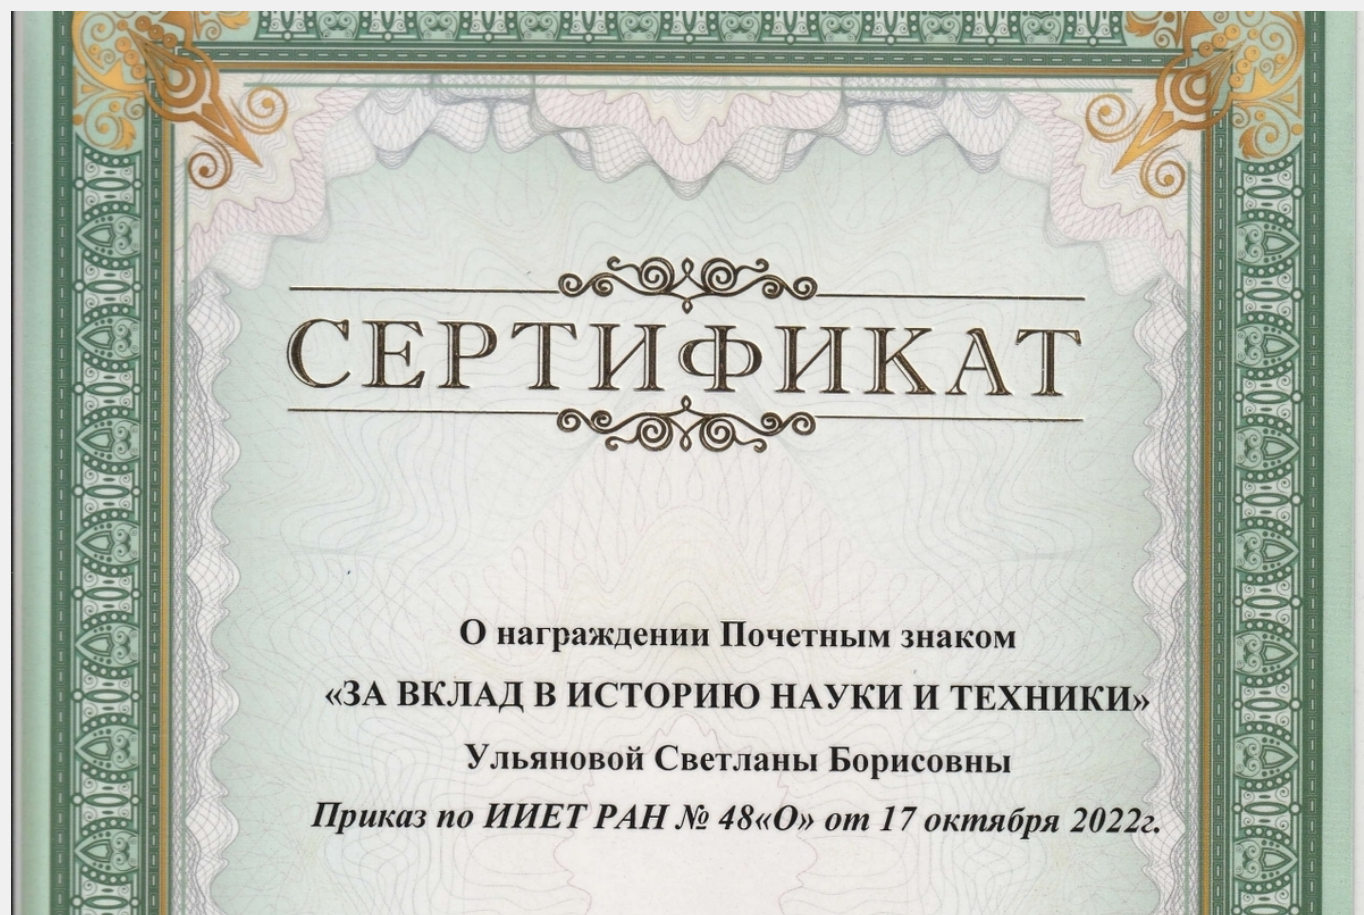 СЕРТИФИКАТ
О награждении Почетным знаком
«ЗА ВКЛАД В ИСТОРИЮ НАУКИ И ТЕХНИКИ»
Ульяновой Светланы Борисовны
Приказ по ИИЕТ РАН № 48«О» от 17 октября 2022г.